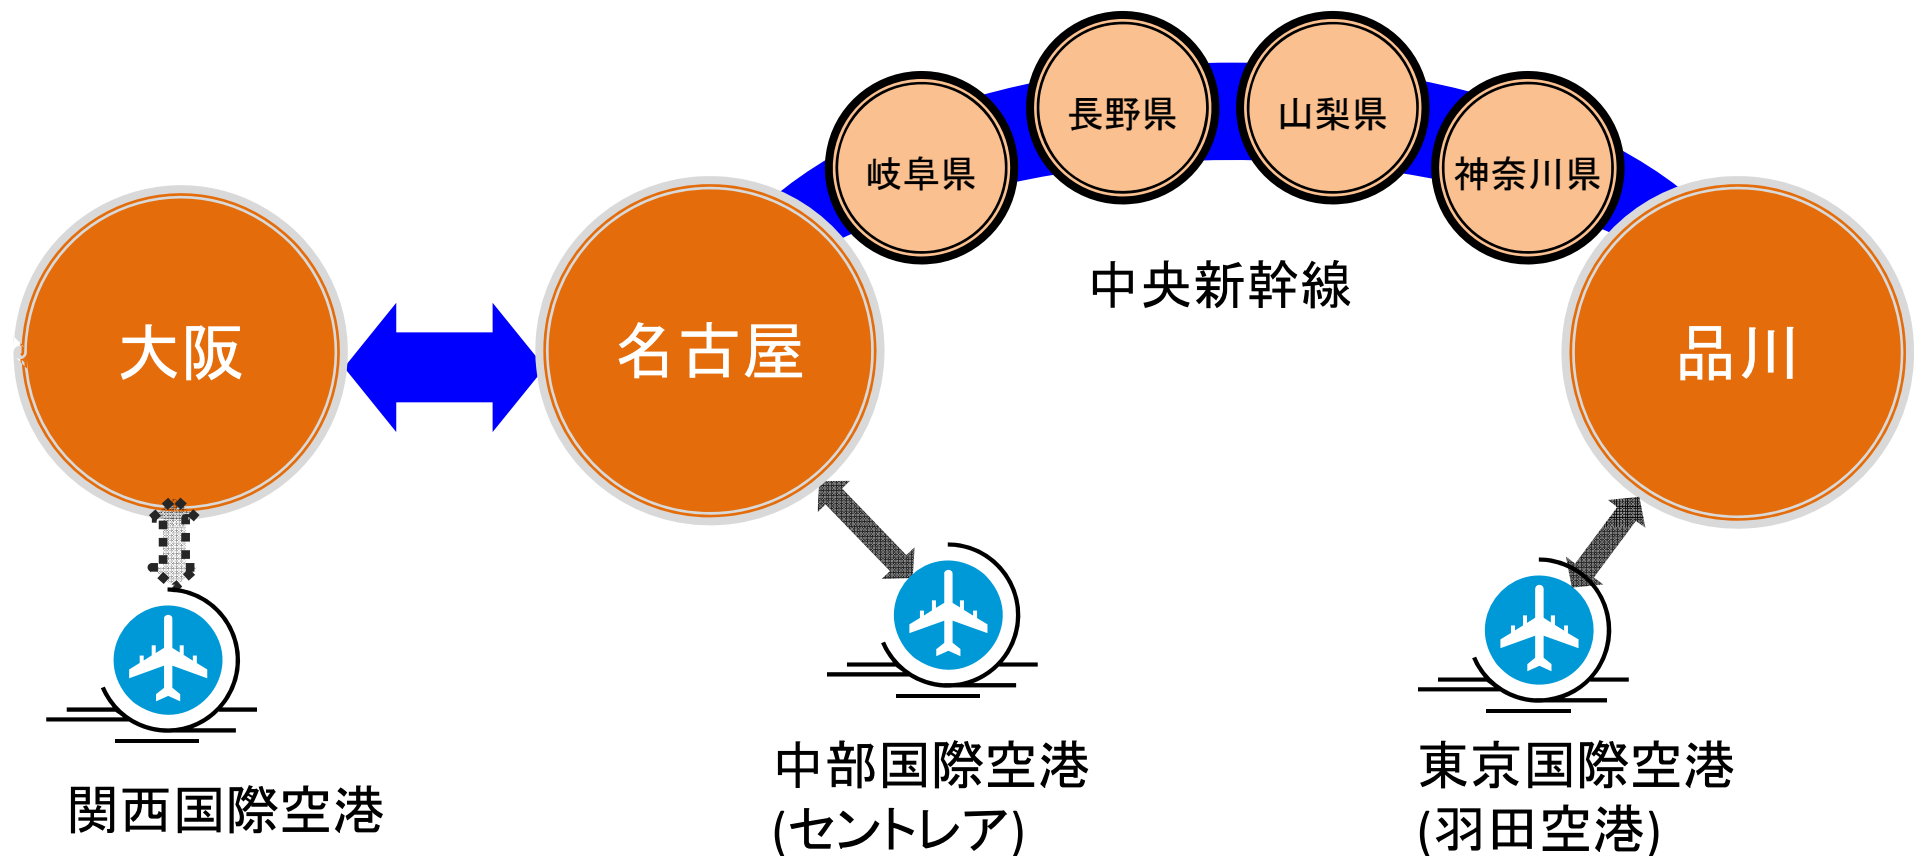 長野県
山梨県
岐阜県
神奈川県
中央新幹線
大阪
名古屋
品川
関西国際空港
中部国際空港
(セントレア)
東京国際空港
(羽田空港)